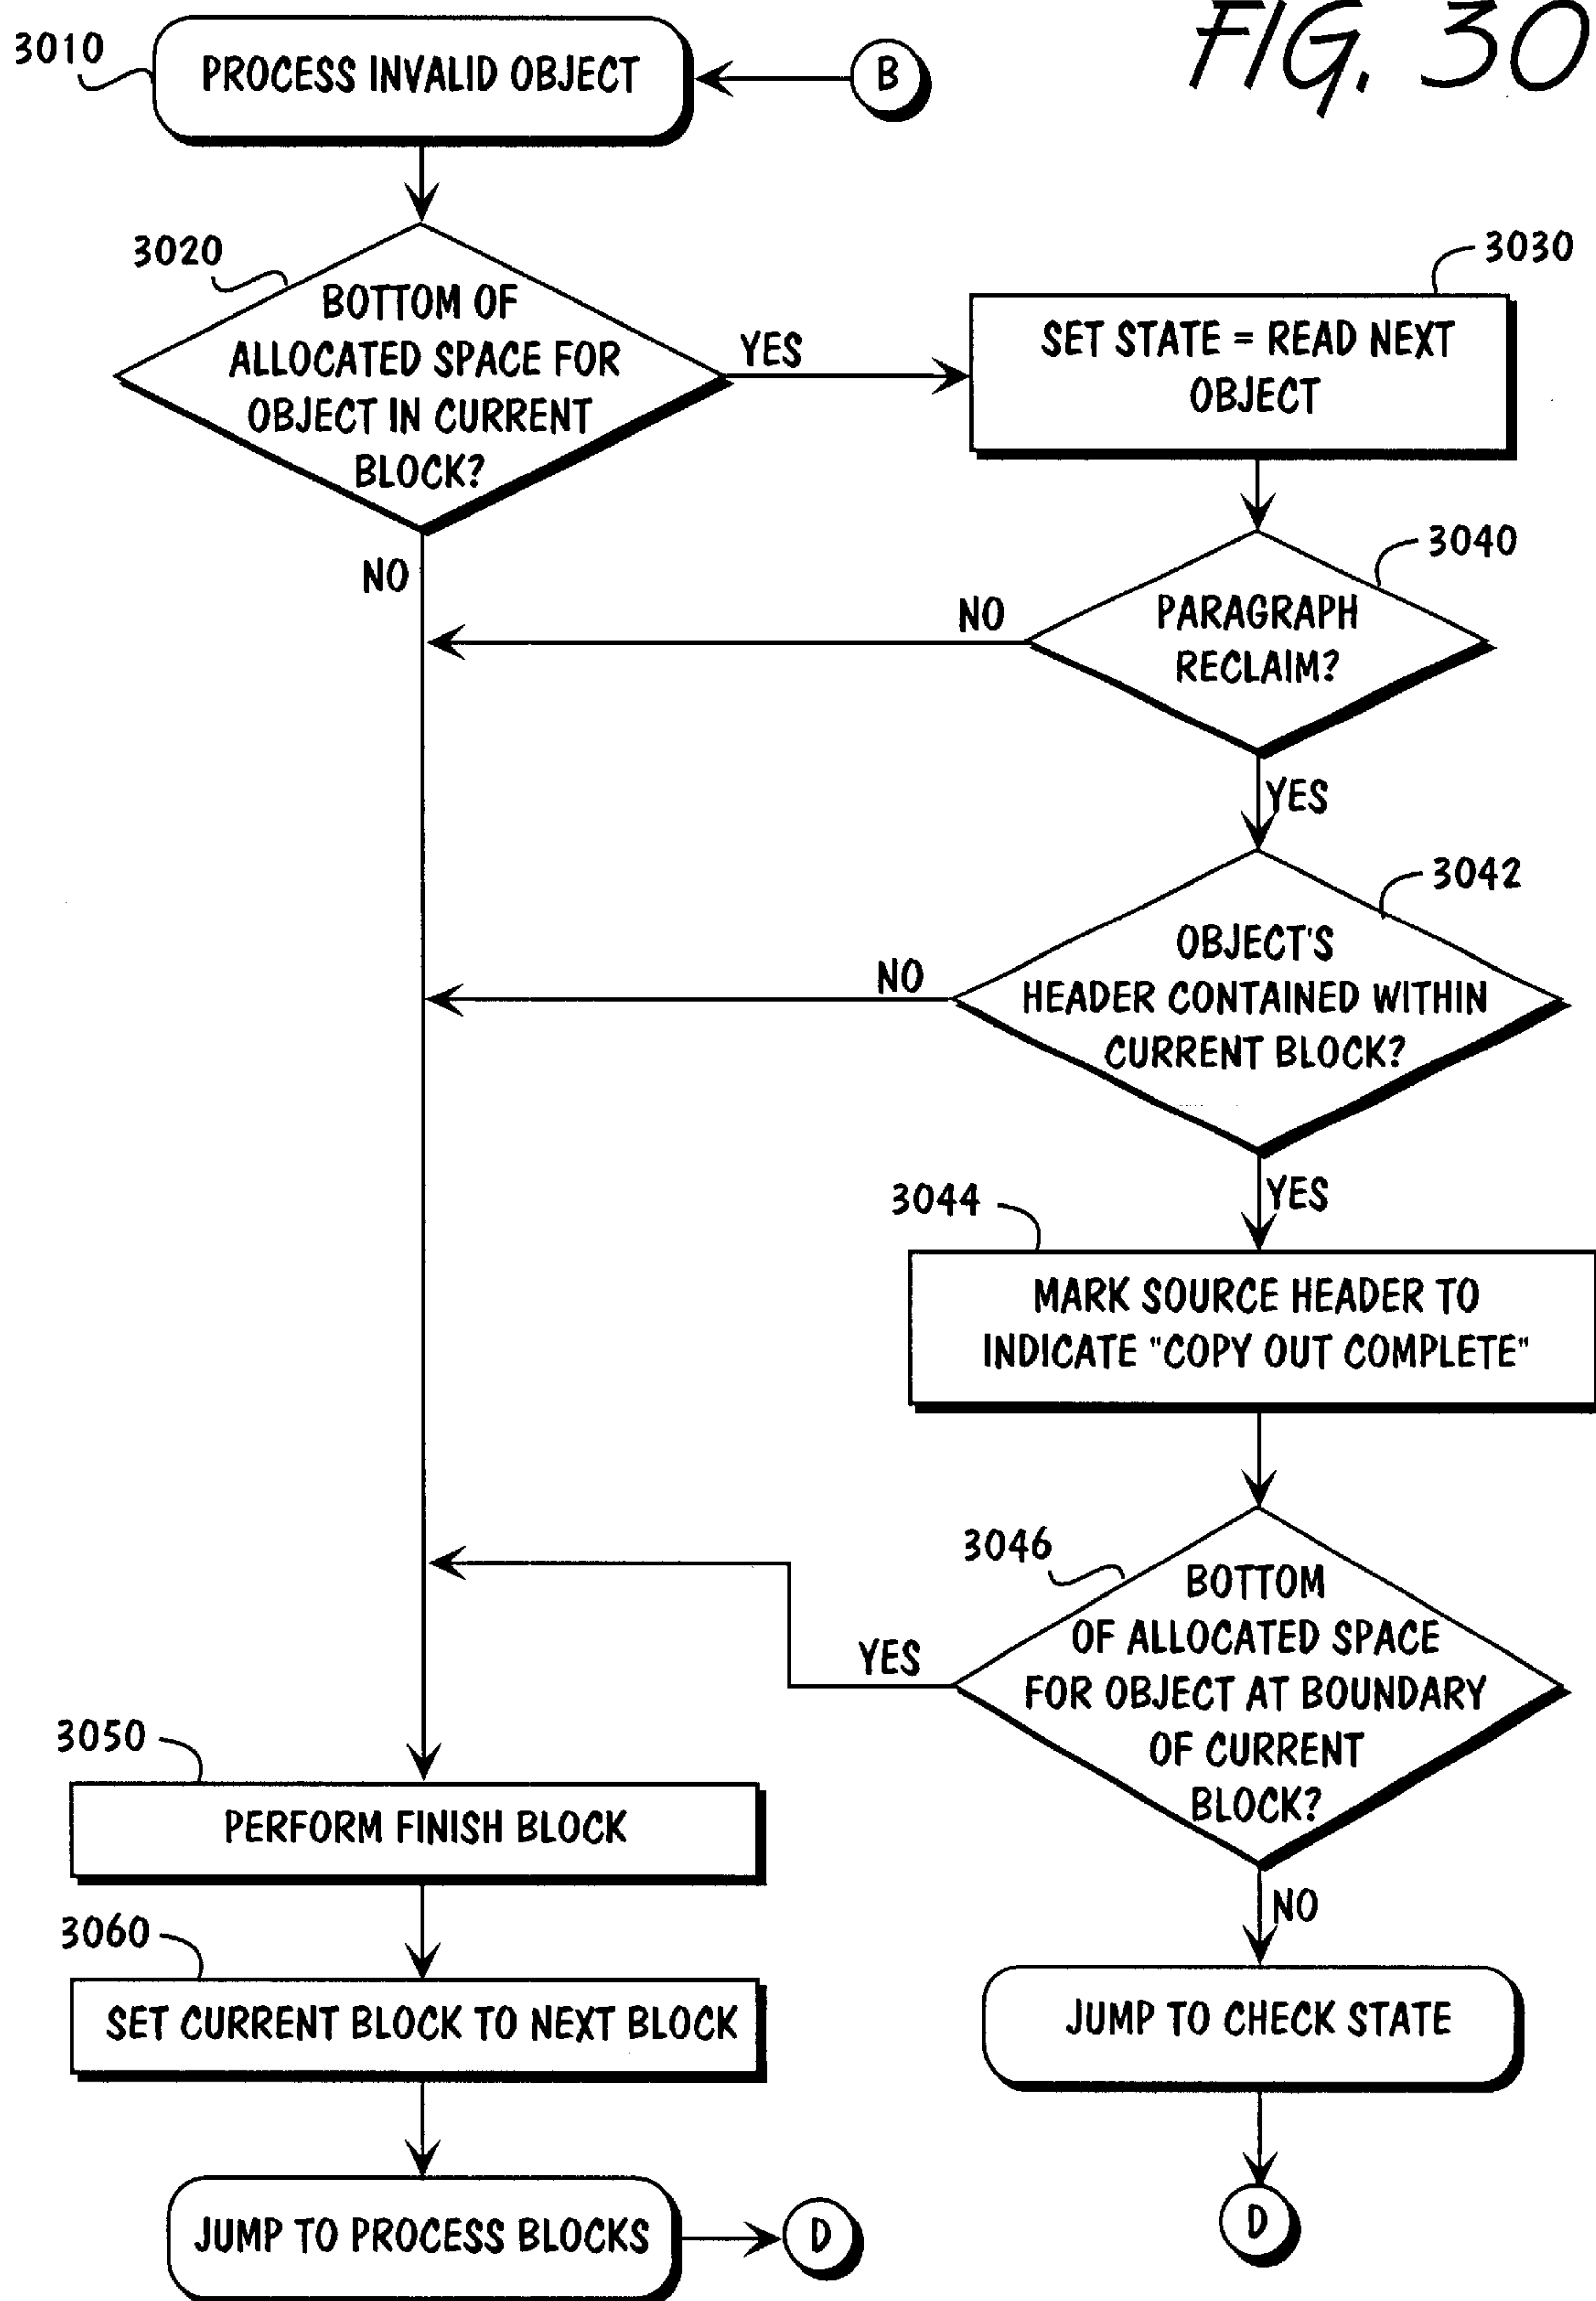 FIG. 30
3010
PROCESS INVALID OBJECT
B
3020
BOTTOM OF
ALLOCATED SPACE FOR
OBJECT IN CURRENT
BLOCK?
YES
3030
SET STATE = READ NEXT
OBJECT
NO
3040
PARAGRAPH
RECLAIM?
NO
YES
3042
OBJECT'S
HEADER CONTAINED WITHIN
CURRENT BLOCK?
NO
YES
3044
MARK SOURCE HEADER TO
INDICATE "COPY OUT COMPLETE"
3046
BOTTOM
OF ALLOCATED SPACE
FOR OBJECT AT BOUNDARY
OF CURRENT
BLOCK?
YES
NO
3050
PERFORM FINISH BLOCK
3060
SET CURRENT BLOCK TO NEXT BLOCK
JUMP TO CHECK STATE
D
JUMP TO PROCESS BLOCKS
D